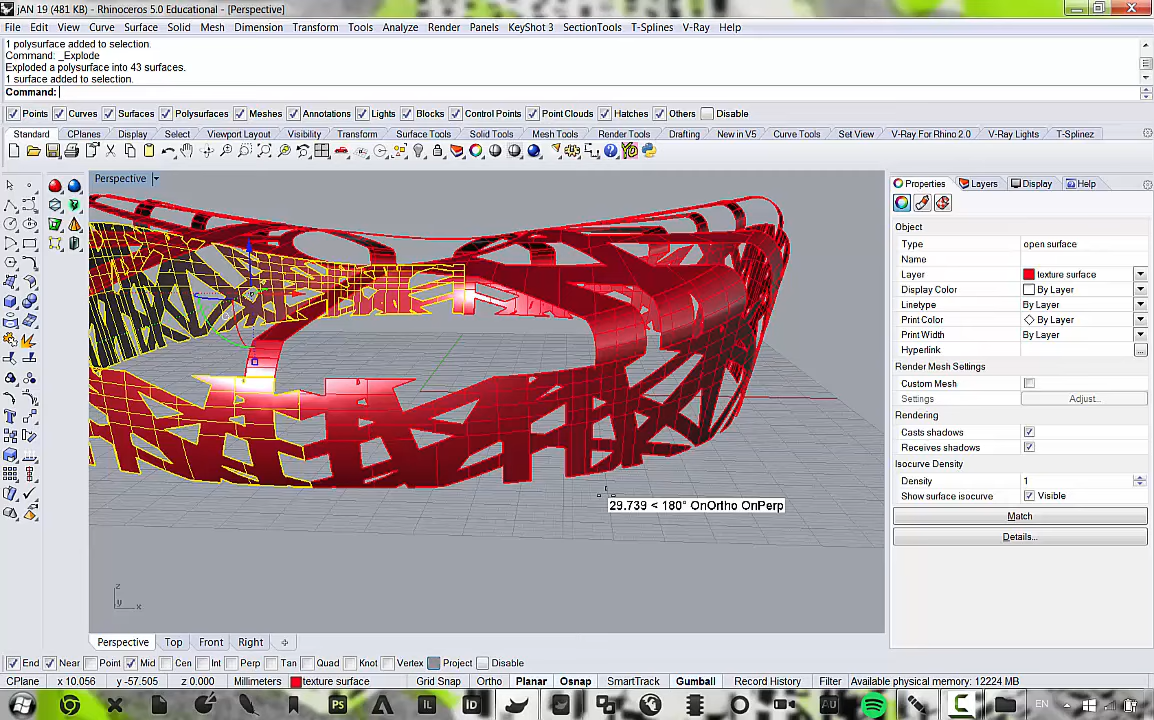 jAN 19 (481 KB) - Rhinoceros 5.0 Educational - [Perspective]
File Edit View Curve Surface Solid Mesh Dimension Transform Tools Analyze Render Panels KeyShot 3 SectionTools T-Splines V-Ray Help
1 polysurface added to selection.
Command: _Explode
Exploded a polysurface into 43 surfaces.
1 surface added to selection.
Command:
Points Curves Surfaces Polysurfaces Meshes Annotations Lights Blocks Control Points Point Clouds Hatches Others Disable
Standard CPlanes Display Select Viewport Layout Visibility Transform Surface Tools Solid Tools Mesh Tools Render Tools Drafting New in V5 Curve Tools Set View V-Ray For Rhino 2.0 V-Ray Lights T-Splinez
Perspective
Properties Layers Display Help
Object
Type open surface
Name
Layer texture surface
Display Color By Layer
Linetype By Layer
Print Color By Layer
Print Width By Layer
Hyperlink ...
Render Mesh Settings
Custom Mesh
Settings Adjust...
Rendering
Casts shadows
Receives shadows
Isocurve Density
Density 1
Show surface isocurve Visible
Match
Details...
29.739 < 180° OnOrtho OnPerp
z
y x
Perspective Top Front Right
End Near Point Mid Cen Int Perp Tan Quad Knot Vertex Project Disable
CPlane x 10.056 y -57.505 z 0.000 Millimeters texture surface Grid Snap Ortho Planar Osnap SmartTrack Gumball Record History Filter Available physical memory: 12224 MB
PS IL ID AU EN